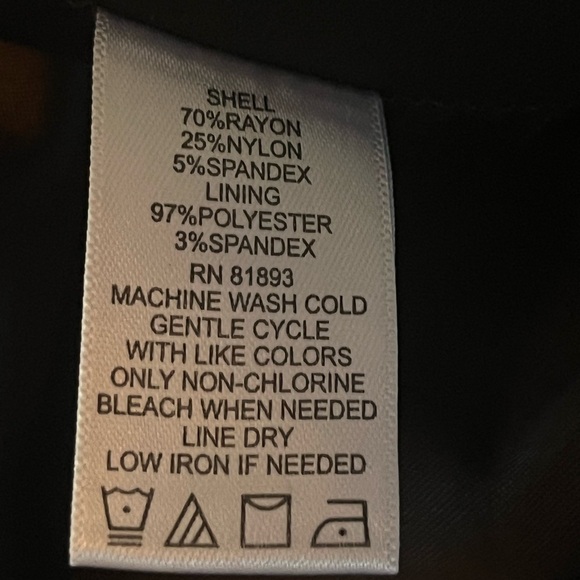 SHELL
70%RAYON
25%NYLON
5%SPANDEX
LINING
97%POLYESTER
3%SPANDEX
RN 81893
MACHINE WASH COLD
GENTLE CYCLE
WITH LIKE COLORS
ONLY NON-CHLORINE
BLEACH WHEN NEEDED
LINE DRY
LOW IRON IF NEEDED